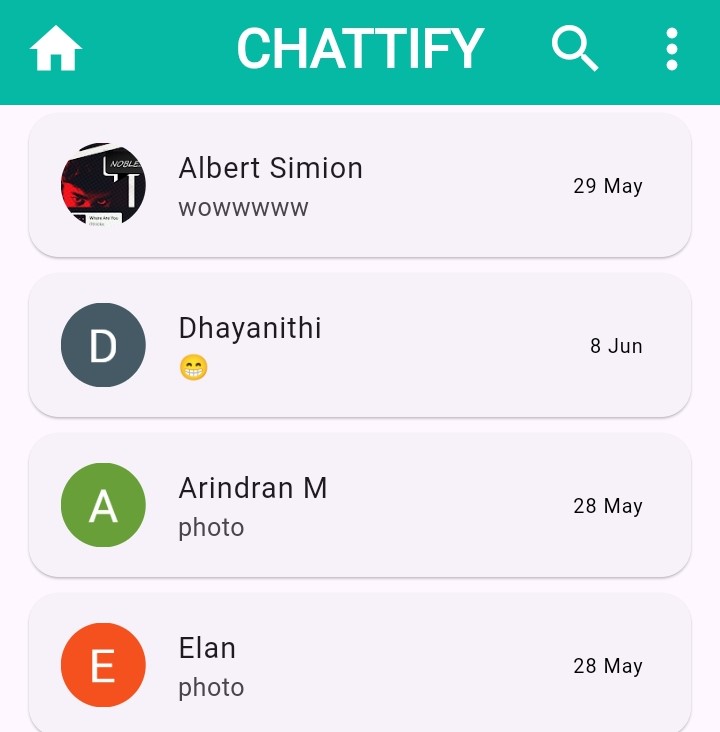 CHATTIFY
NOBLE
Albert Simion
wowwwww
29 May
Where Are You
D
Dhayanithi
😁
8 Jun
A
Arindran M
photo
28 May
E
Elan
photo
28 May